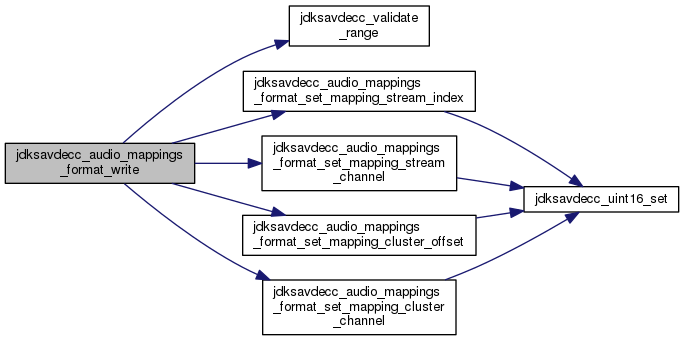 jdksavdecc_validate
_range
jdksavdecc_audio_mappings
_format_set_mapping_stream_index
jdksavdecc_audio_mappings
_format_write
jdksavdecc_audio_mappings
_format_set_mapping_stream
_channel
jdksavdecc_uint16_set
jdksavdecc_audio_mappings
_format_set_mapping_cluster_offset
jdksavdecc_audio_mappings
_format_set_mapping_cluster
_channel